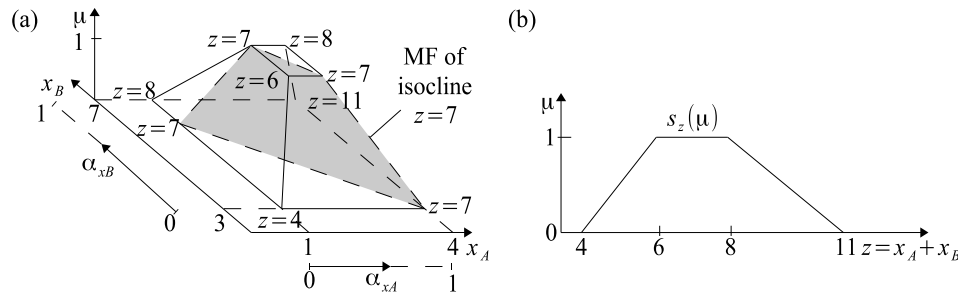 (a)
μ
1
z=7
z=8
MF of
isocline
z=7
x_B
z=8
z=6
z=7
z=11
1
7
z=7
α_xB
0
3
z=4
z=7
1
4
x_A
0
α_xA
1
(b)
μ
1
s_z(μ)
0
4
6
8
11
z=x_A+x_B